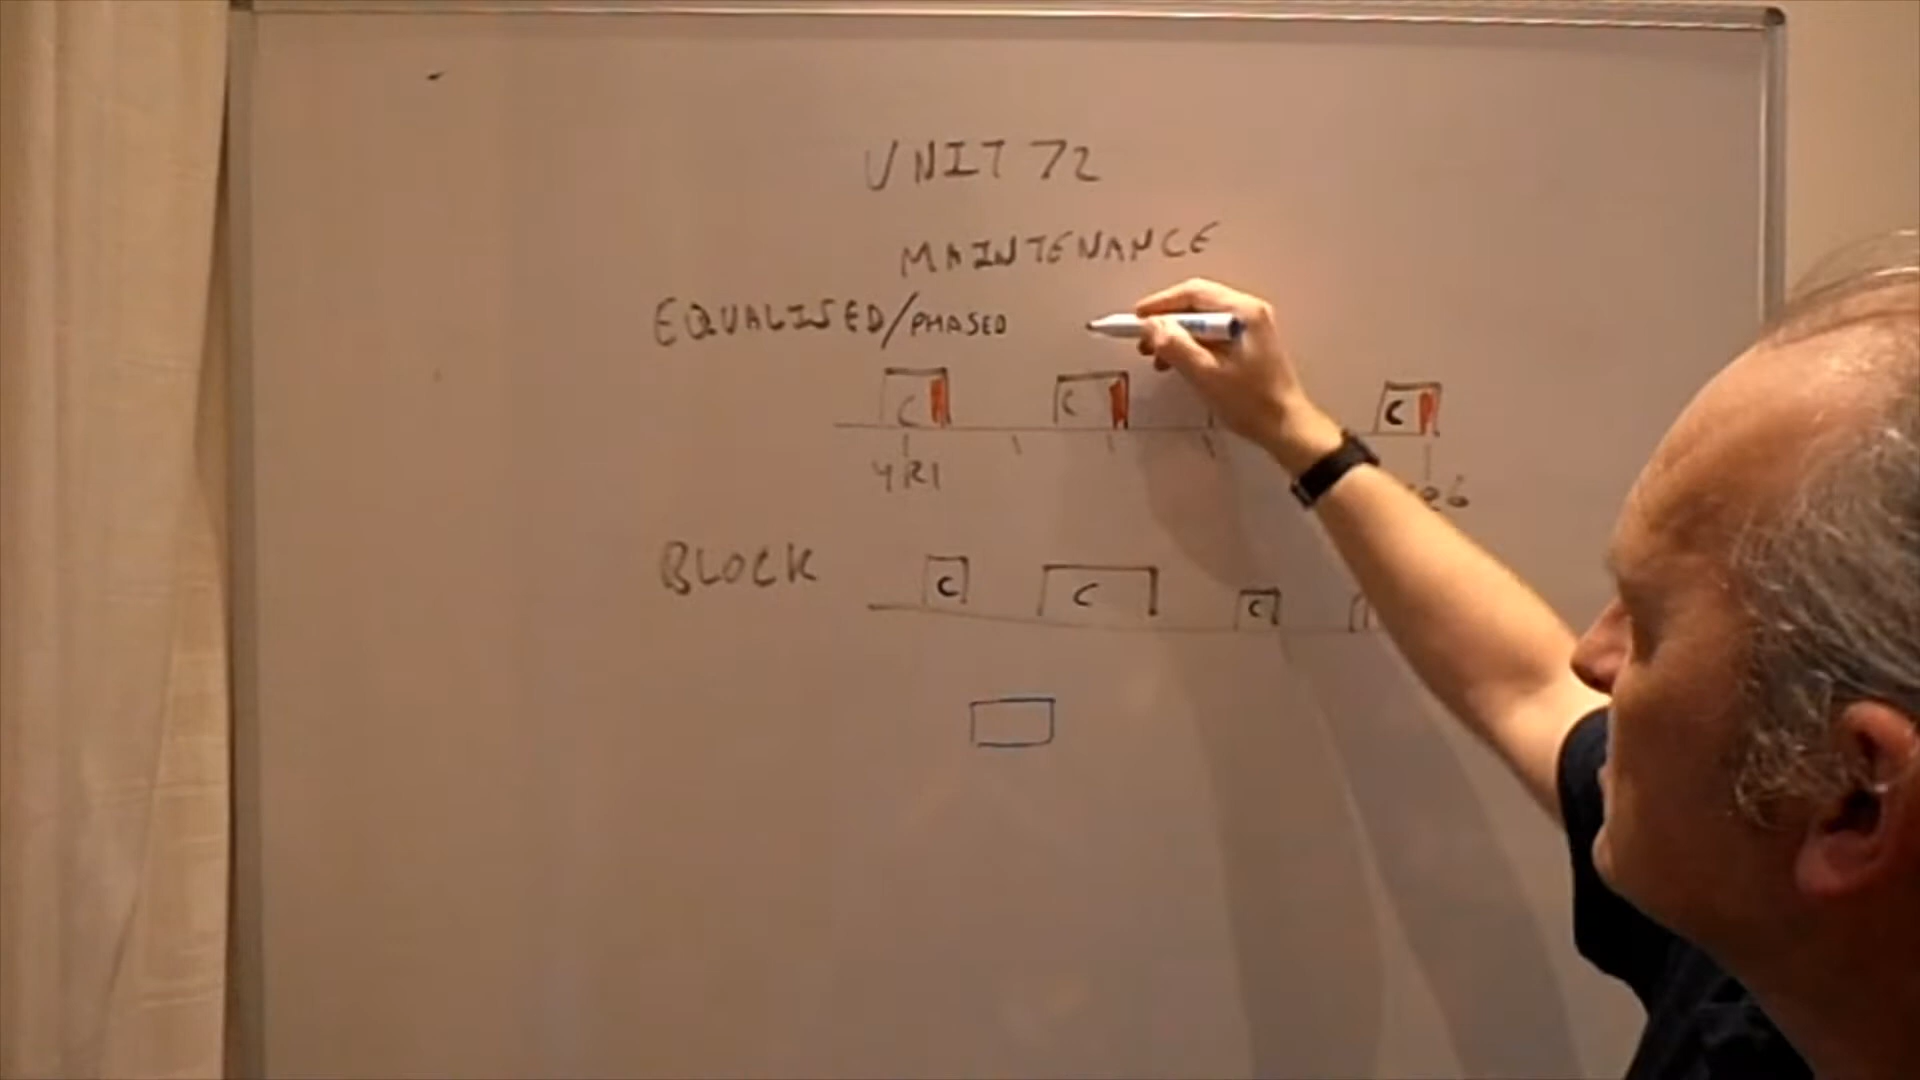 UNIT 72
MAINTENANCE
EQUALISED/PHASED
C C C
YR1
BLOCK C C C